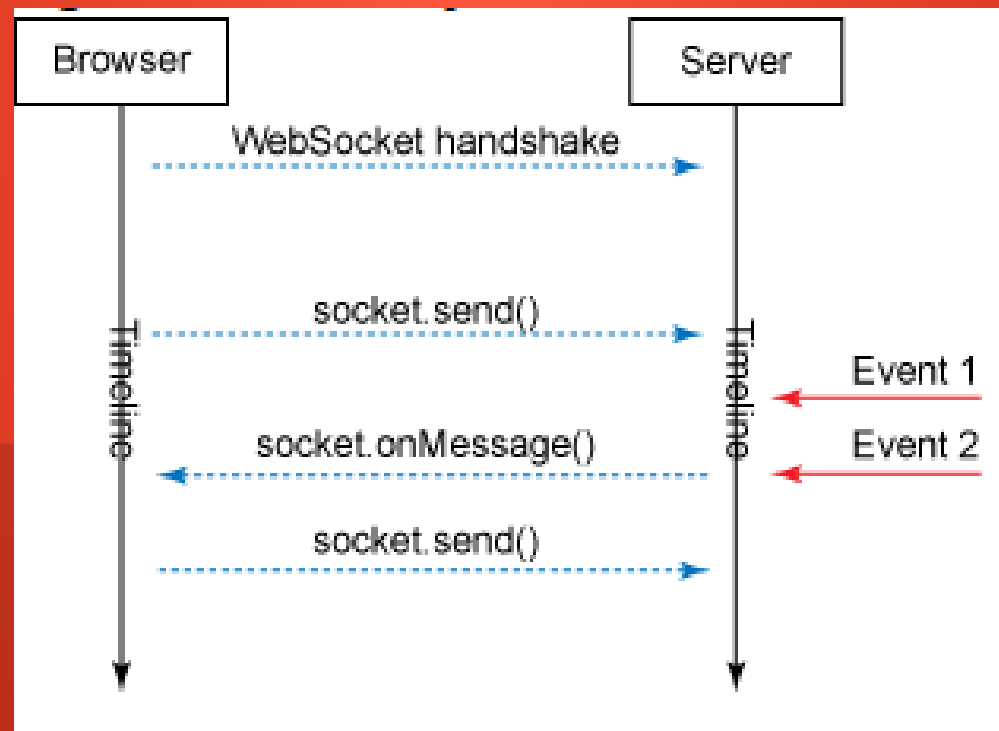 Browser
Server
WebSocket handshake
socket.send()
Timeline
Timeline
Event 1
socket.onMessage()
Event 2
socket.send()